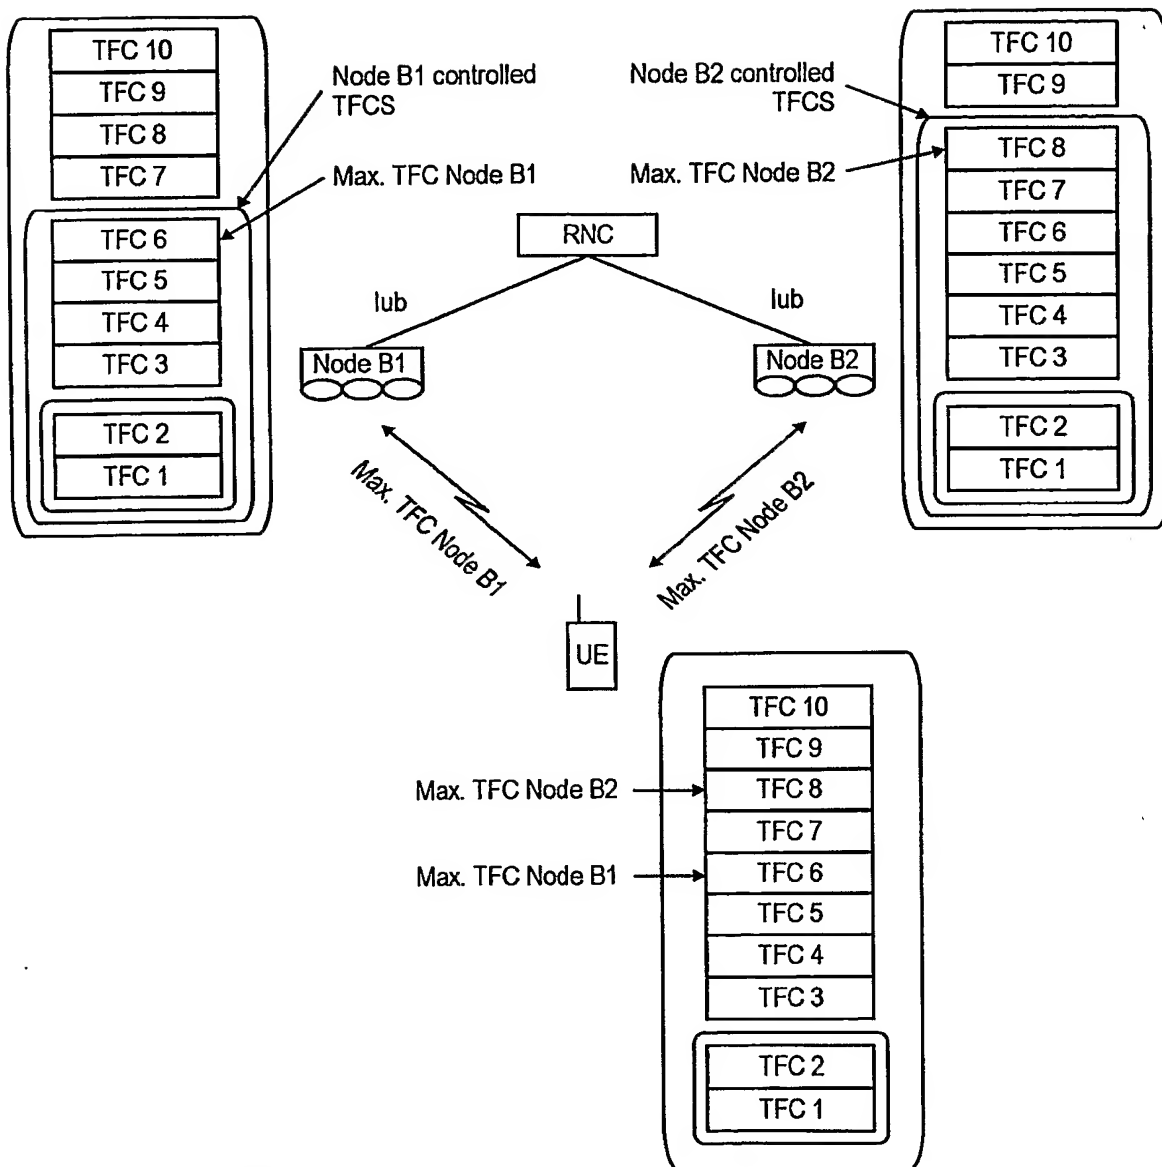 TFC 10
TFC 9
TFC 8
TFC 7
TFC 6
TFC 5
TFC 4
TFC 3
TFC 2
TFC 1
Node B1 controlled
TFCS
Max. TFC Node B1
Node B2 controlled
TFCS
Max. TFC Node B2
TFC 10
TFC 9
TFC 8
TFC 7
TFC 6
TFC 5
TFC 4
TFC 3
TFC 2
TFC 1
RNC
Iub
Iub
Node B1
Node B2
Max. TFC Node B1
Max. TFC Node B2
UE
Max. TFC Node B2
Max. TFC Node B1
TFC 10
TFC 9
TFC 8
TFC 7
TFC 6
TFC 5
TFC 4
TFC 3
TFC 2
TFC 1